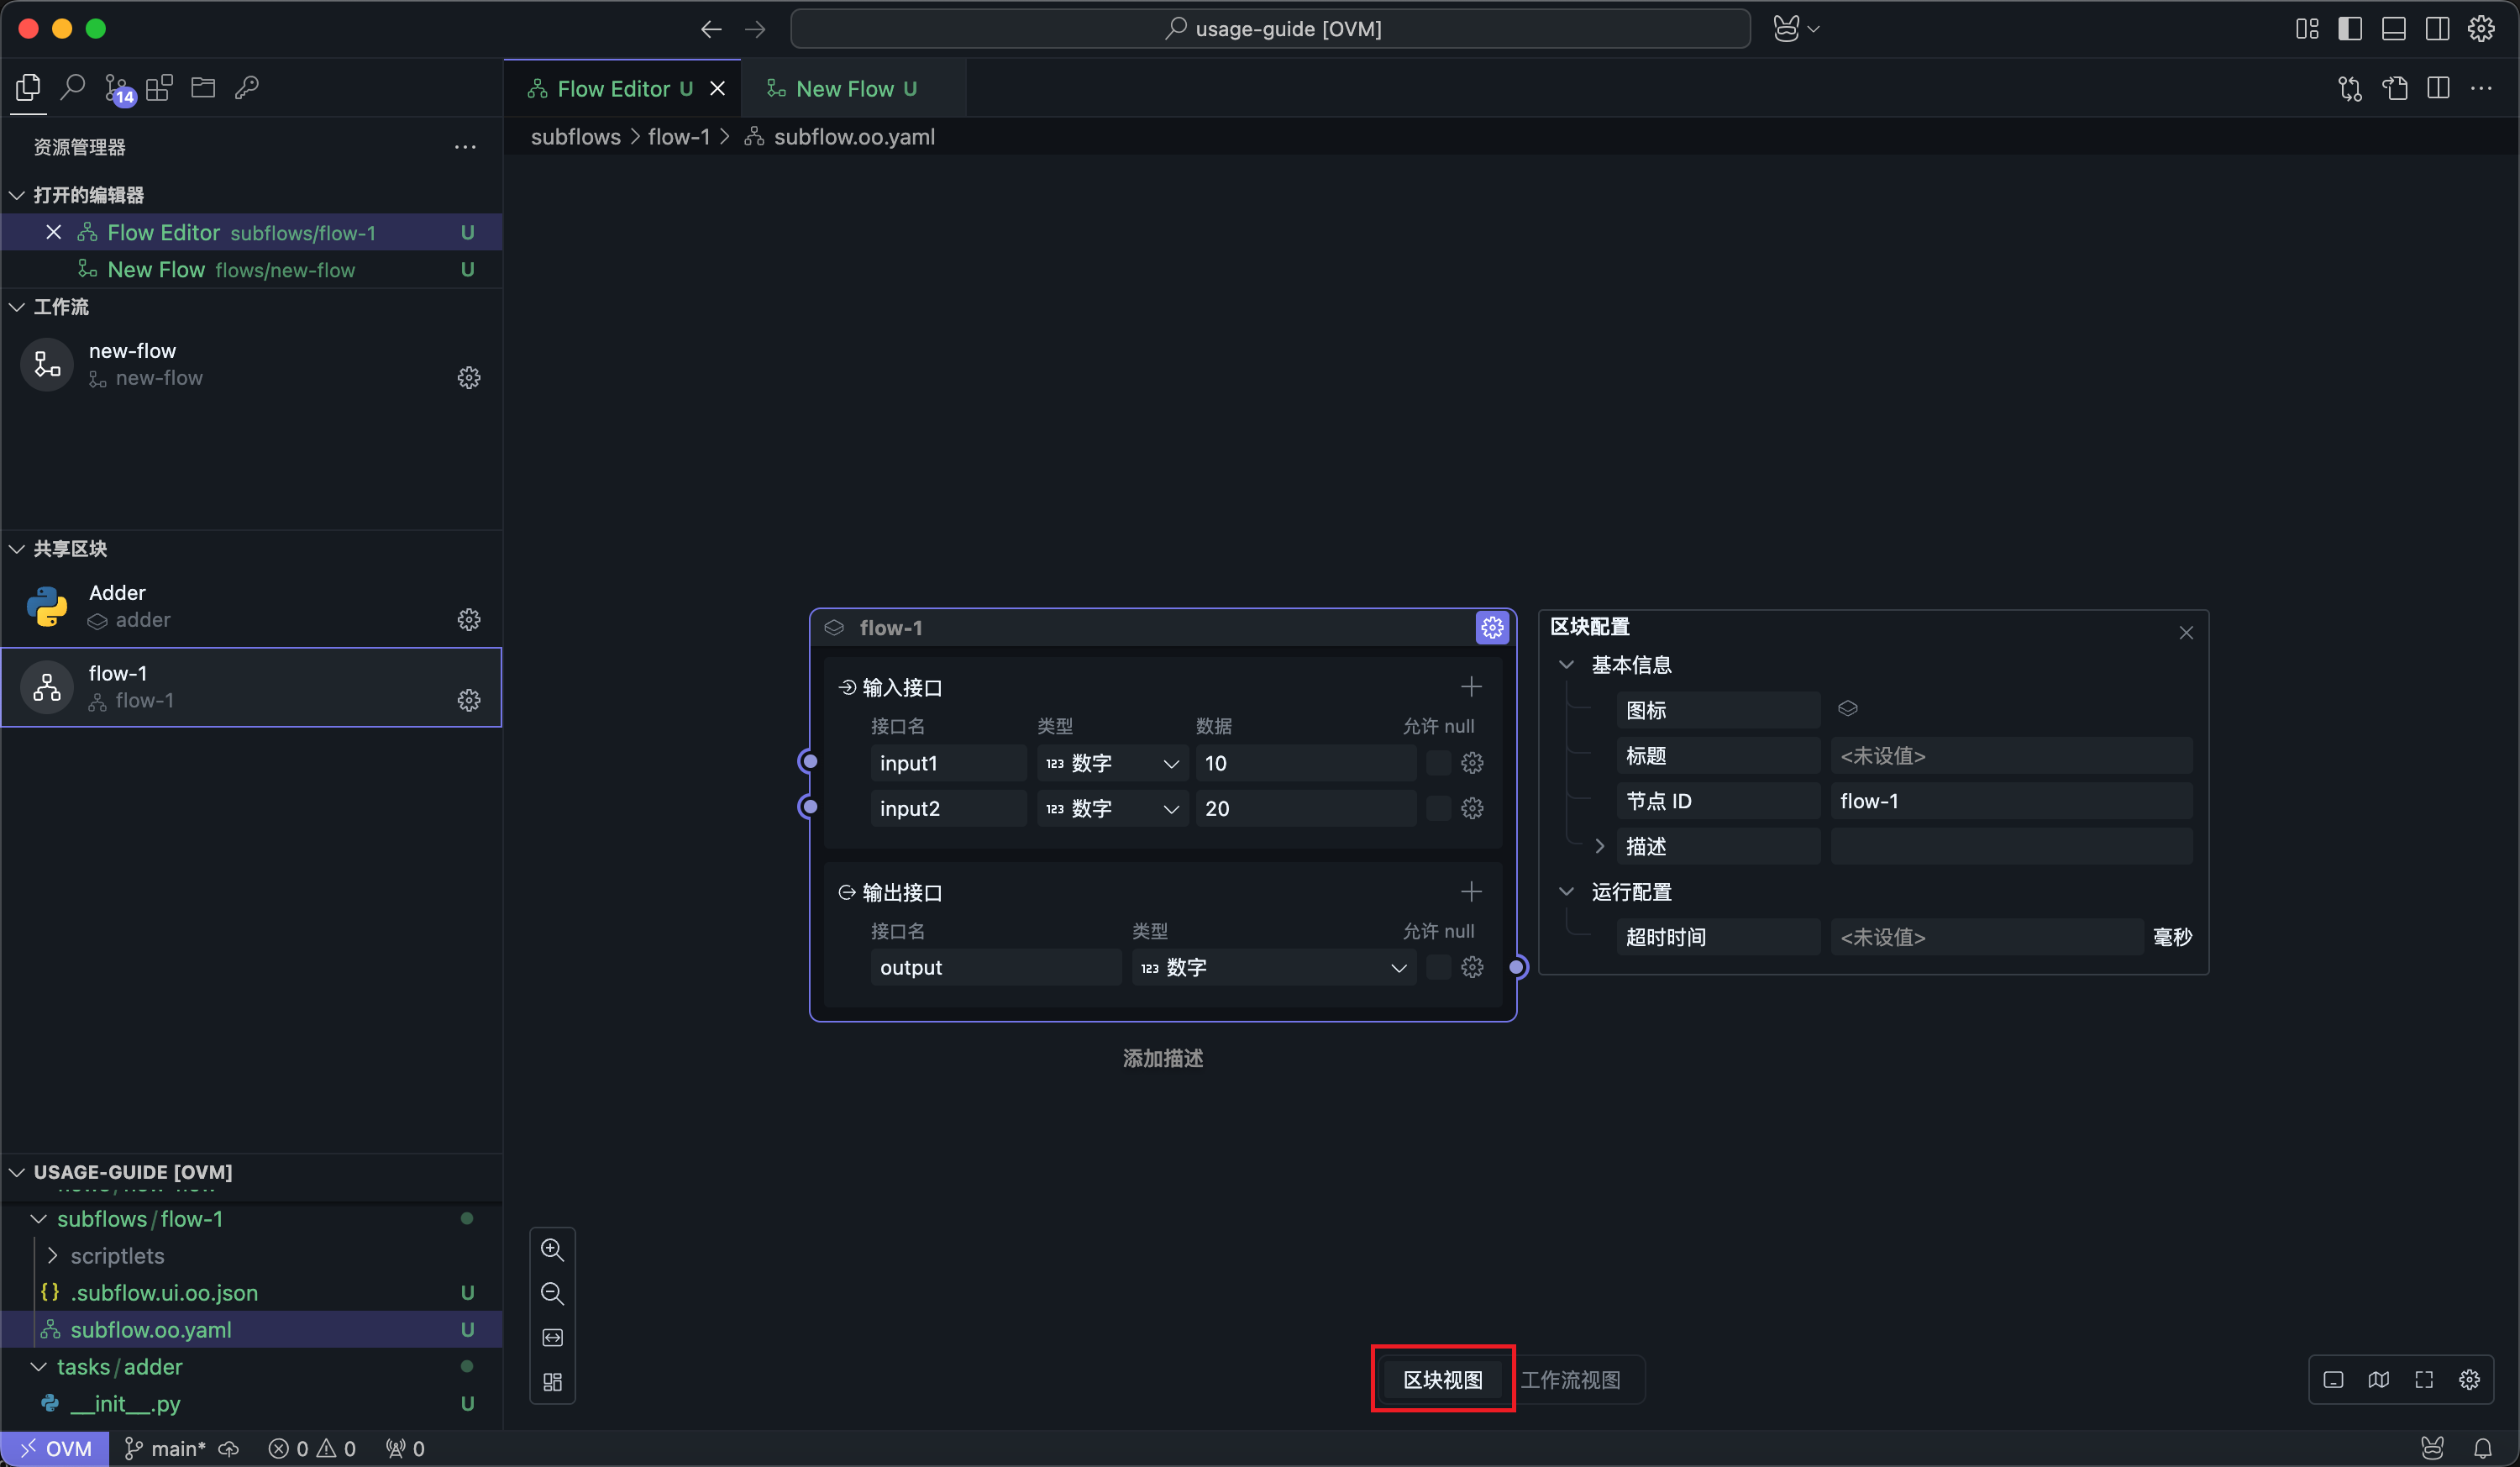 usage-guide [OVM]
14
Flow Editor U
New Flow U
subflows > flow-1 > subflow.oo.yaml
资源管理器
打开的编辑器
Flow Editor subflows/flow-1 U
New Flow flows/new-flow U
工作流
new-flow
new-flow
共享区块
Adder
adder
flow-1
flow-1
flow-1
输入接口
接口名 类型 数据 允许 null
input1 123 数字 10
input2 123 数字 20
输出接口
接口名 类型 允许 null
output 123 数字
添加描述
区块配置
基本信息
图标
标题 <未设值>
节点 ID flow-1
描述
运行配置
超时时间 <未设值> 毫秒
USAGE-GUIDE [OVM]
subflows/flow-1
scriptlets
{} .subflow.ui.oo.json U
subflow.oo.yaml U
tasks/adder
__init__.py U
区块视图 工作流视图
OVM main* 0 0 0